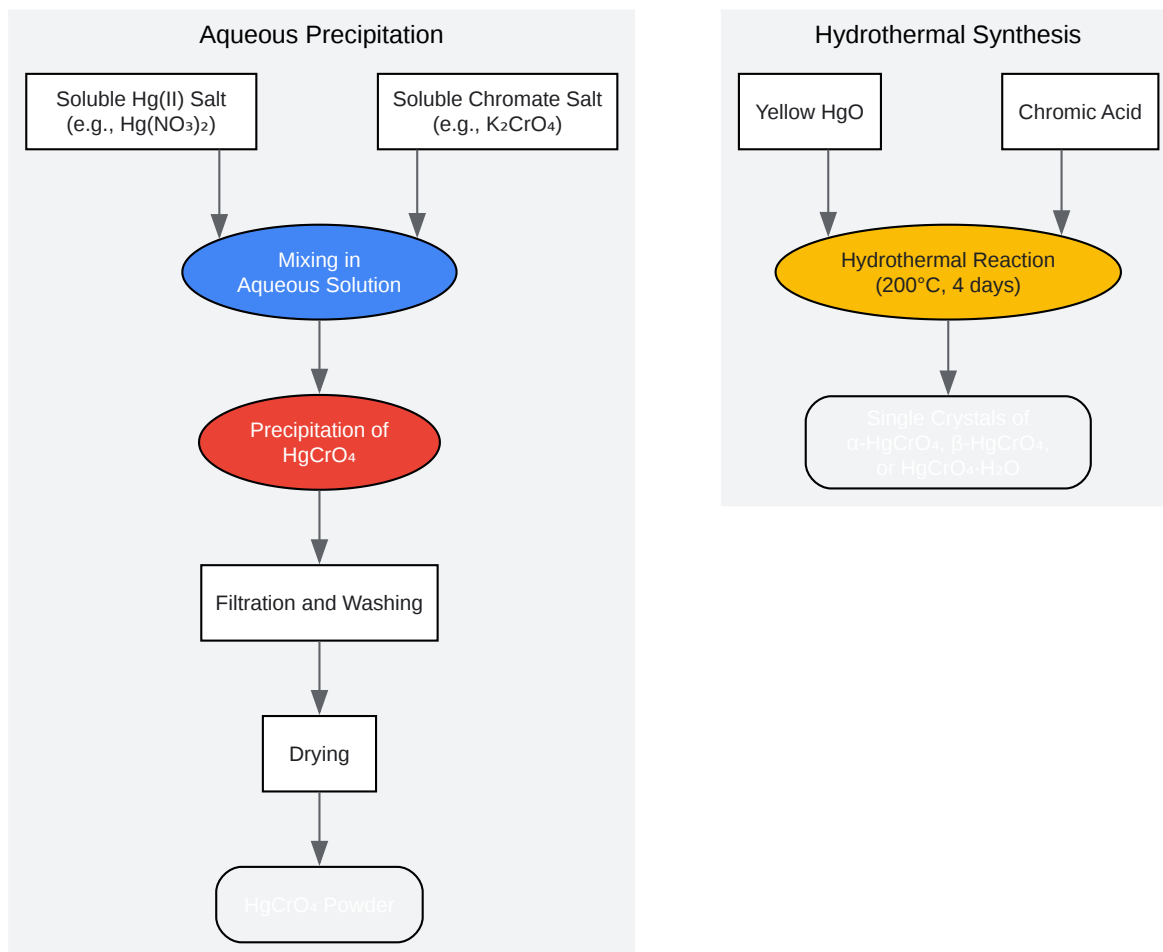 Aqueous Precipitation
Soluble Hg(II) Salt
(e.g., Hg(NO₃)₂)
Soluble Chromate Salt
(e.g., K₂CrO₄)
Mixing in
Aqueous Solution
Precipitation of
HgCrO₄
Filtration and Washing
Drying
HgCrO₄ Powder
Hydrothermal Synthesis
Yellow HgO
Chromic Acid
Hydrothermal Reaction
(200°C, 4 days)
Single Crystals of
α-HgCrO₄, β-HgCrO₄,
or HgCrO₄·H₂O